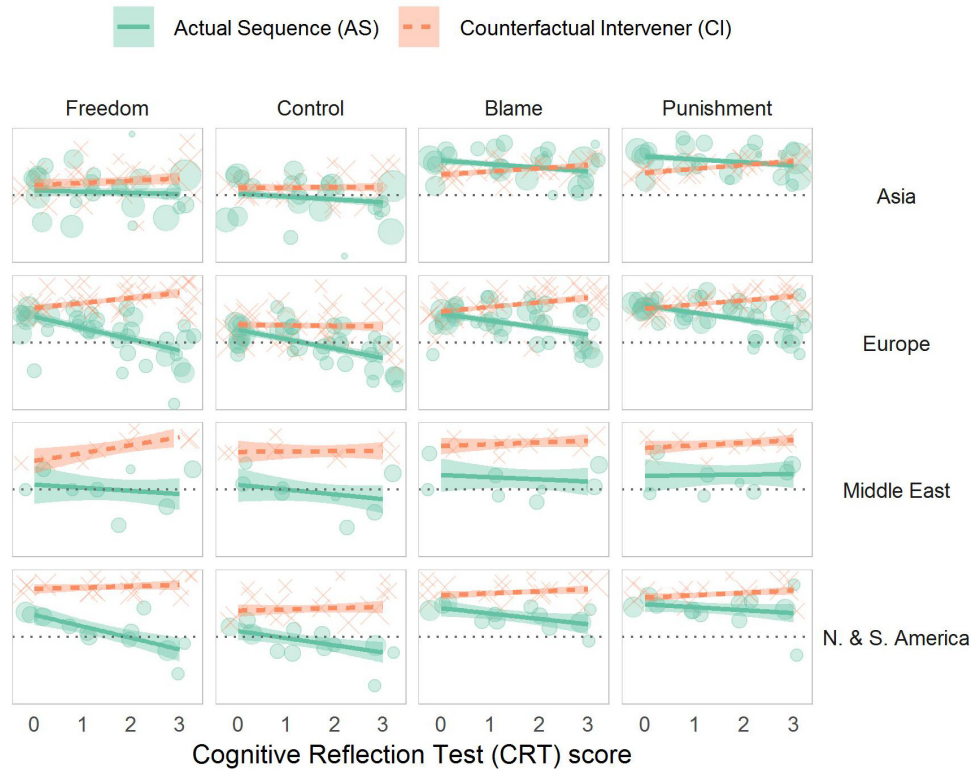 Actual Sequence (AS) Counterfactual Intervener (CI)
Freedom Control Blame Punishment
Asia
Europe
Middle East
N. & S. America
0 1 2 3 0 1 2 3 0 1 2 3 0 1 2 3
Cognitive Reflection Test (CRT) score